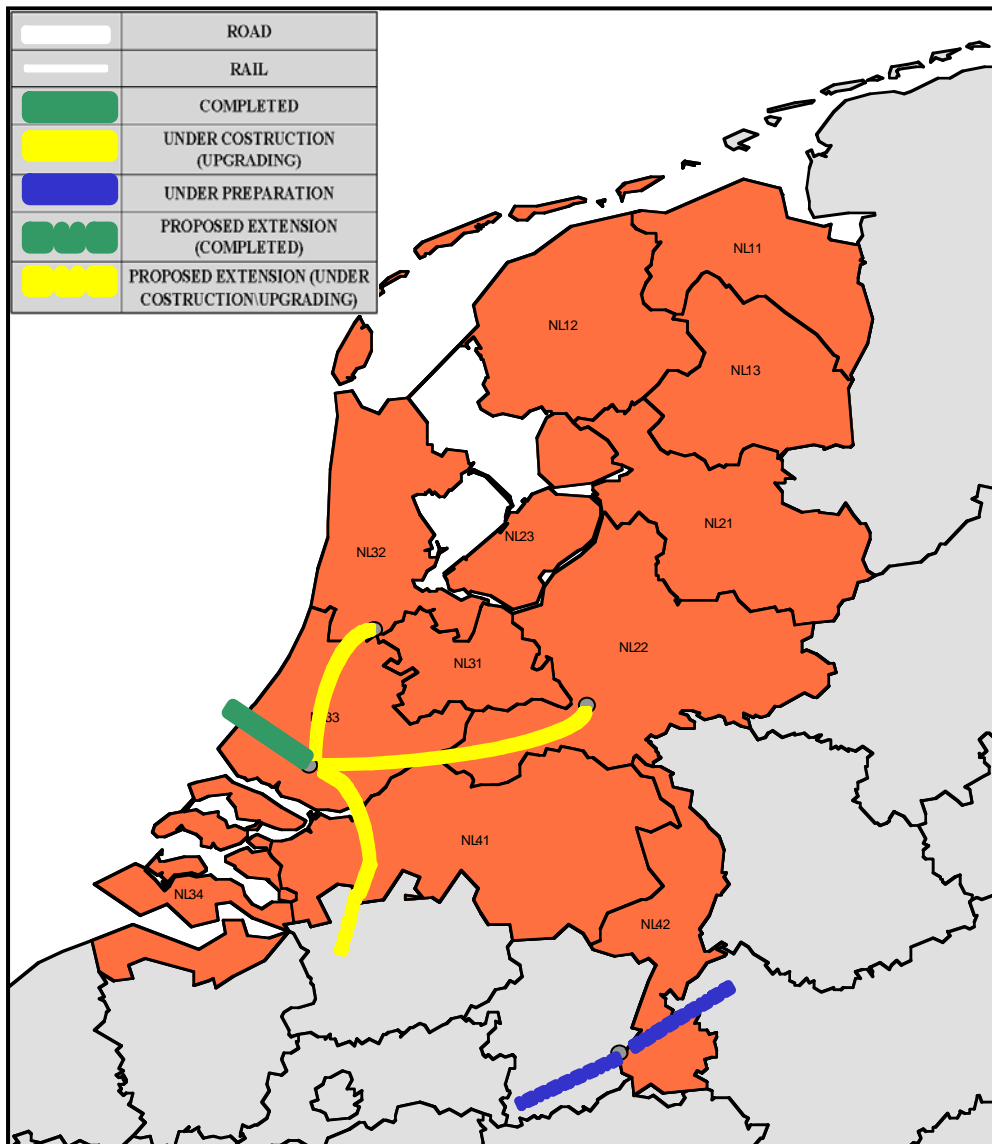 ROAD
RAIL
COMPLETED
UNDER COSTRUCTION
(UPGRADING)
UNDER PREPARATION
PROPOSED EXTENSION
(COMPLETED)
PROPOSED EXTENSION (UNDER
COSTRUCTION\UPGRADING)
NL11
NL12
NL13
NL21
NL23
NL32
NL22
NL31
33
NL41
NL34
NL42